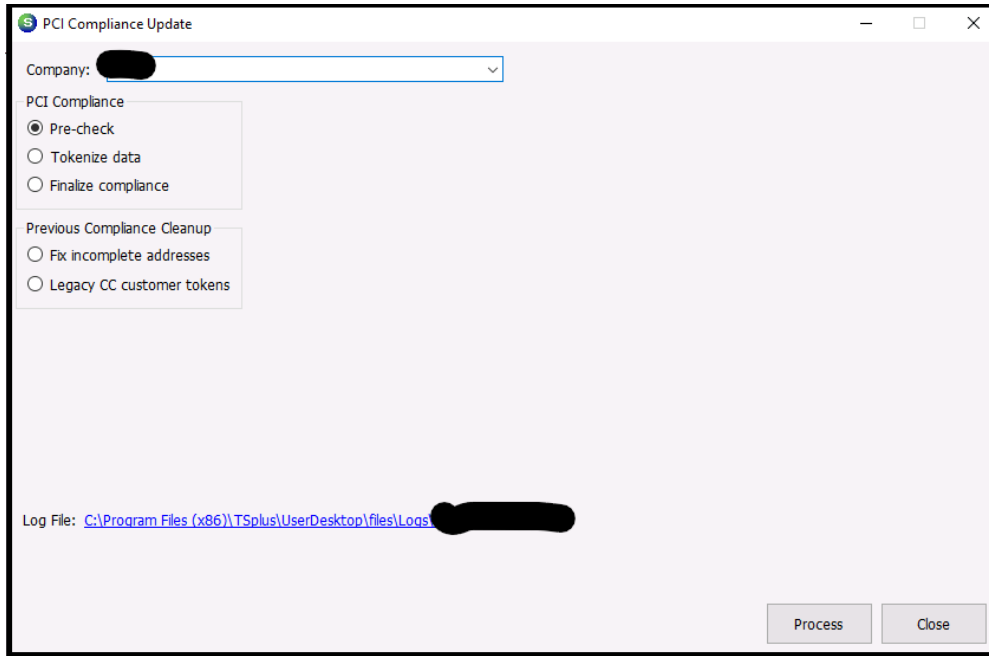 PCI Compliance Update
Company:
PCI Compliance
Pre-check
Tokenize data
Finalize compliance
Previous Compliance Cleanup
Fix incomplete addresses
Legacy CC customer tokens
Log File: C:\Program Files (x86)\TSplus\UserDesktop\files\Logs\
Process Close